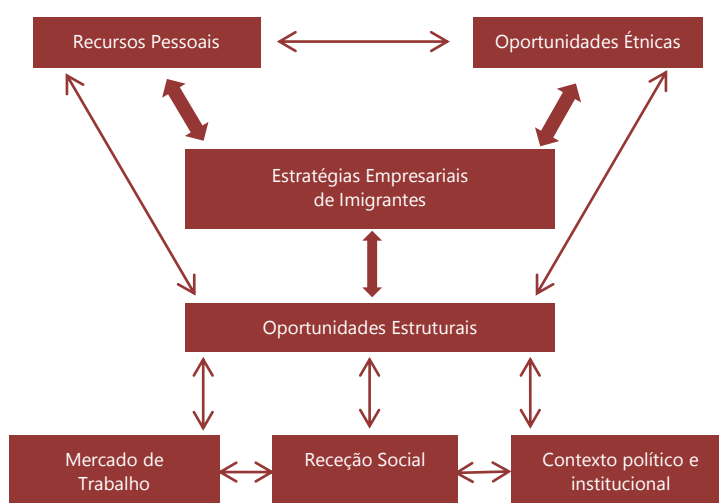 Recursos Pessoais
Oportunidades Étnicas
Estratégias Empresariais
de Imigrantes
Oportunidades Estruturais
Mercado de
Trabalho
Receção Social
Contexto político e
institucional